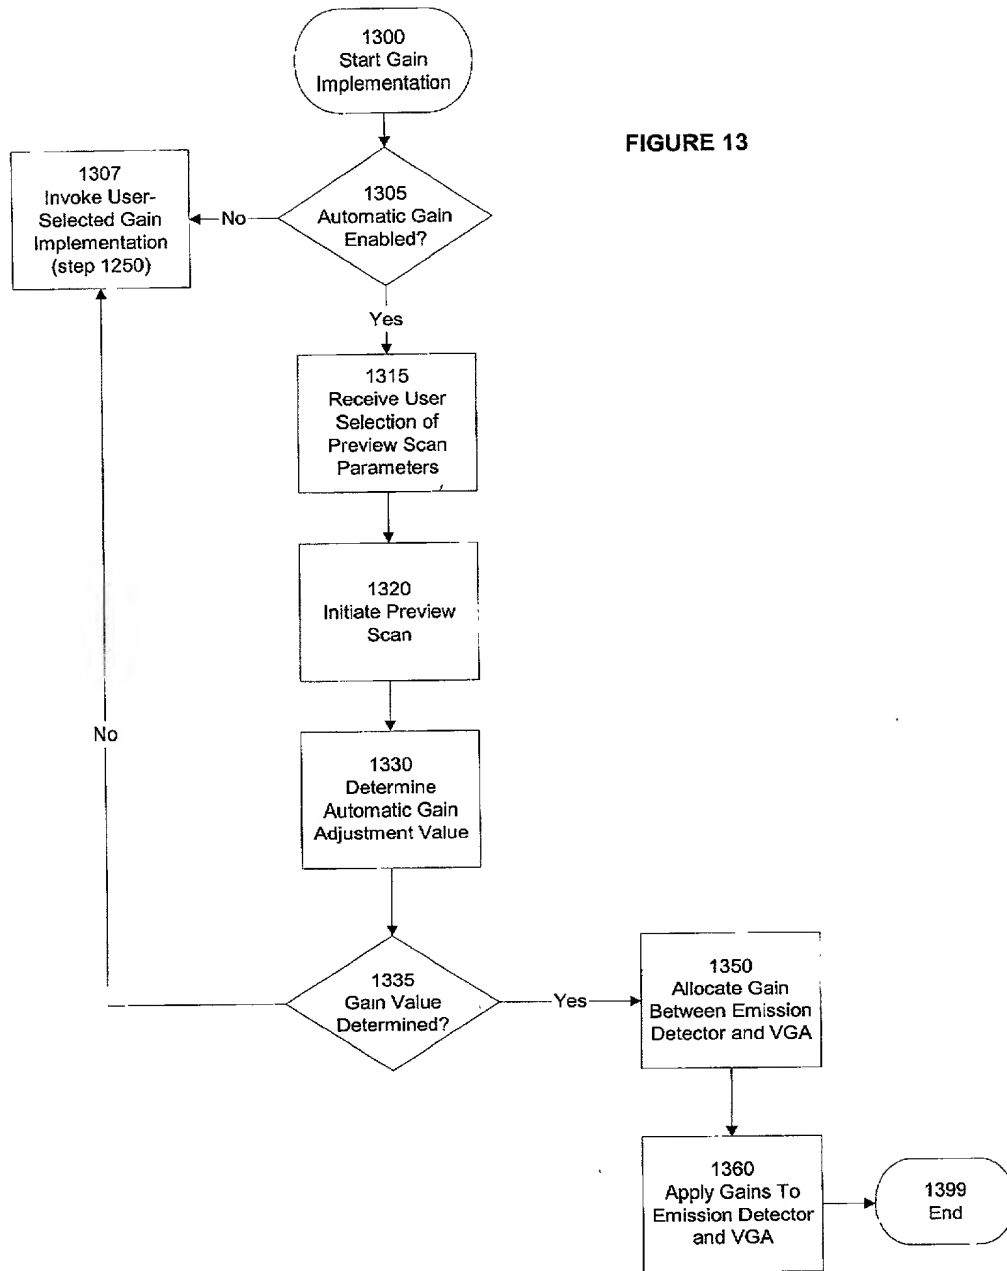 1300
Start Gain
Implementation
FIGURE 13
1307
Invoke User-
Selected Gain
Implementation
(step 1250)
No
1305
Automatic Gain
Enabled?
Yes
1315
Receive User
Selection of
Preview Scan
Parameters
1320
Initiate Preview
Scan
No
1330
Determine
Automatic Gain
Adjustment Value
1335
Gain Value
Determined?
Yes
1350
Allocate Gain
Between Emission
Detector and VGA
1360
Apply Gains To
Emission Detector
and VGA
1399
End